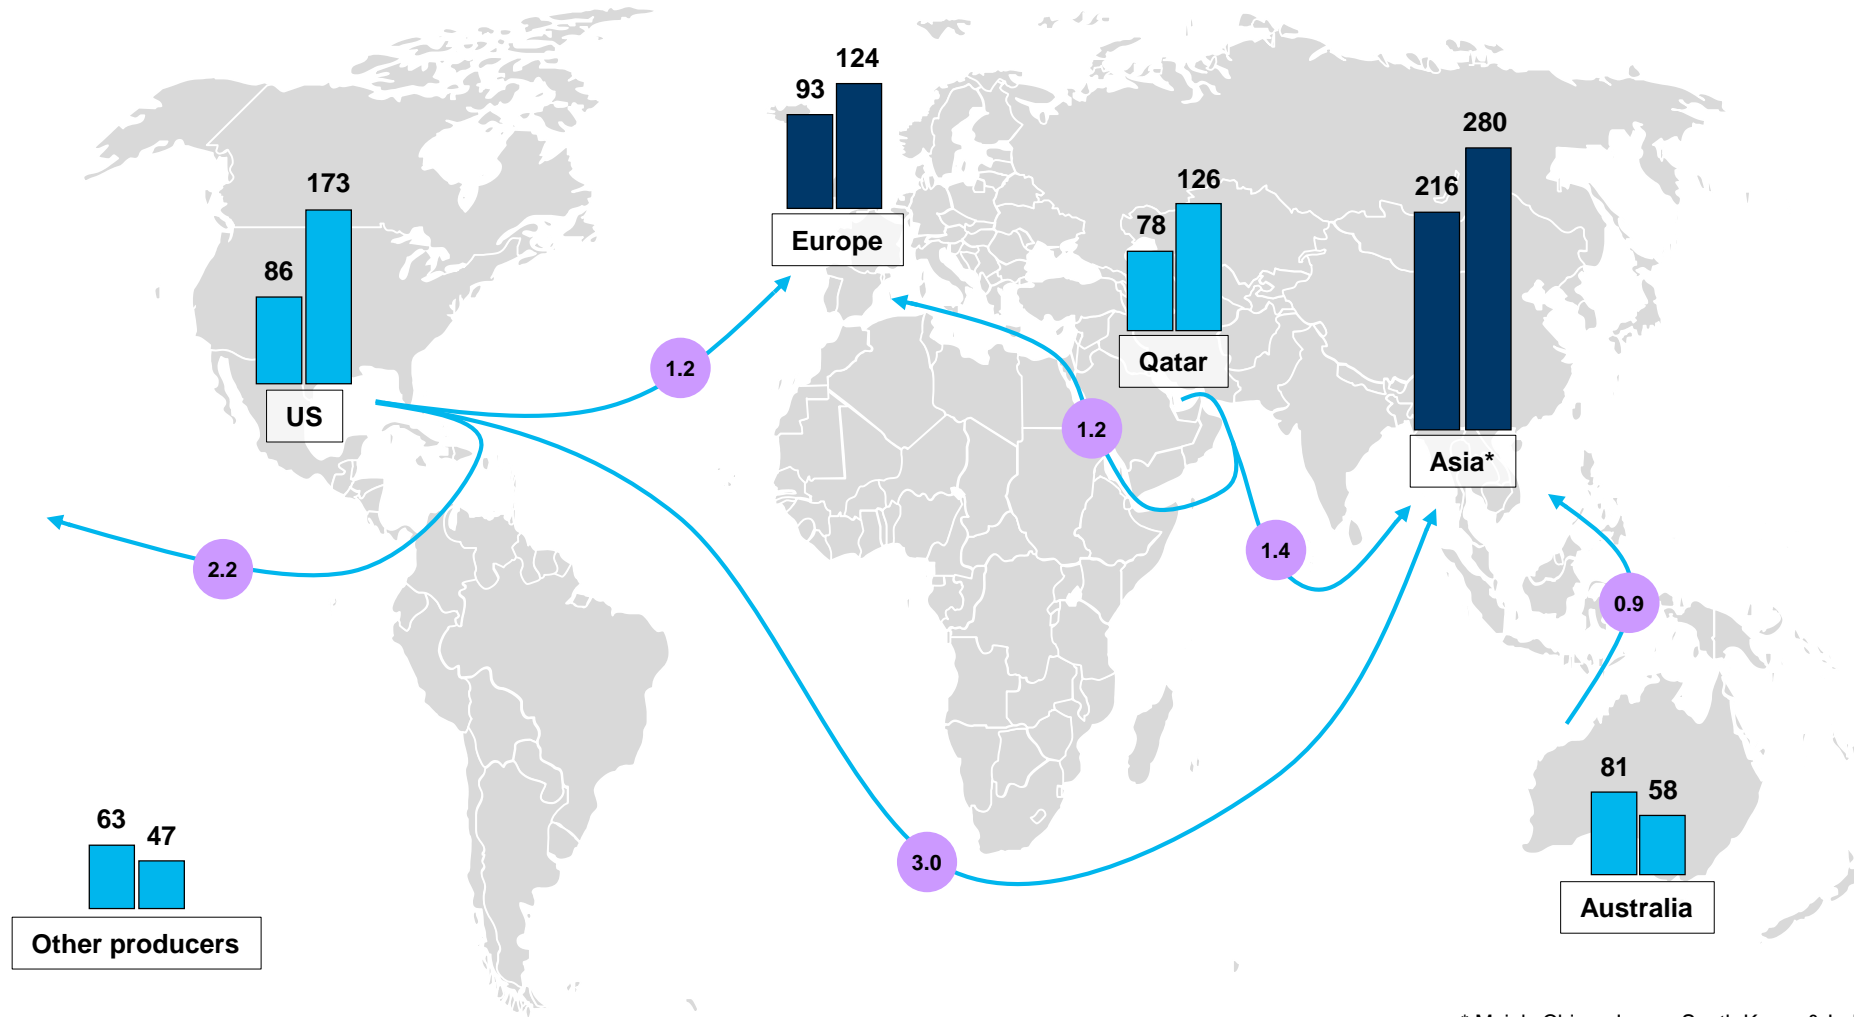 93 124
Europe
216 280
Asia*
86 173
US
78 126
Qatar
1.2
1.2
1.4
2.2
0.9
3.0
81 58
Australia
63 47
Other producers